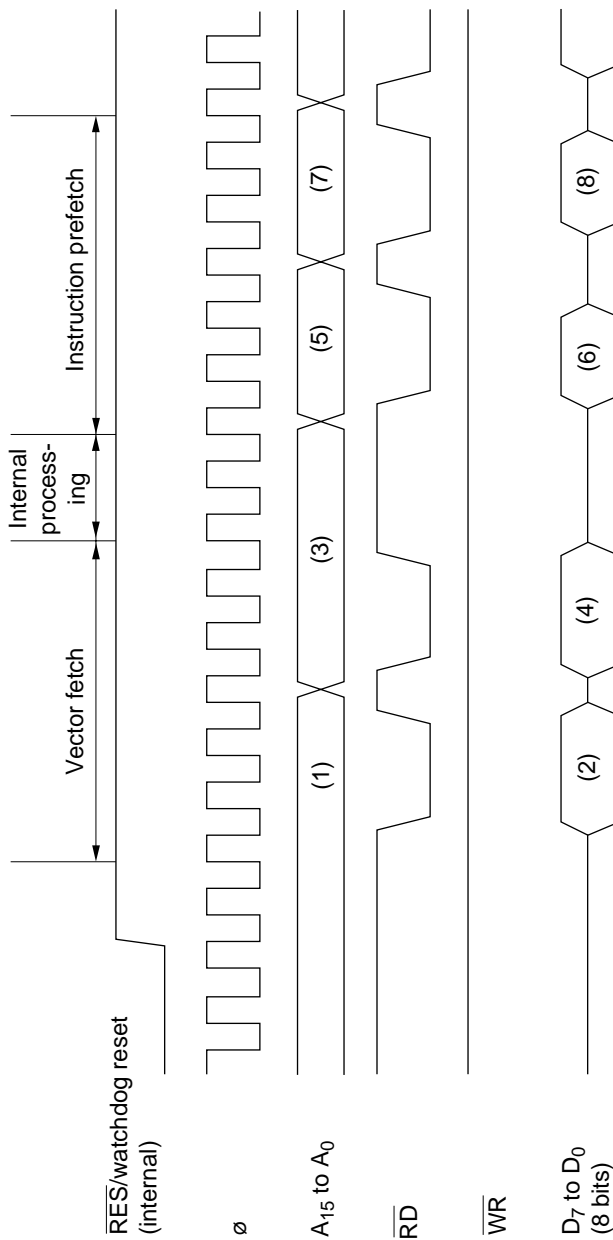 Vector fetch
Internal
process-
ing
Instruction prefetch
RES/watchdog reset
(internal)
ø
A15 to A0
(1)
(3)
(5)
(7)
RD
WR
D7 to D0
(8 bits)
(2)
(4)
(6)
(8)